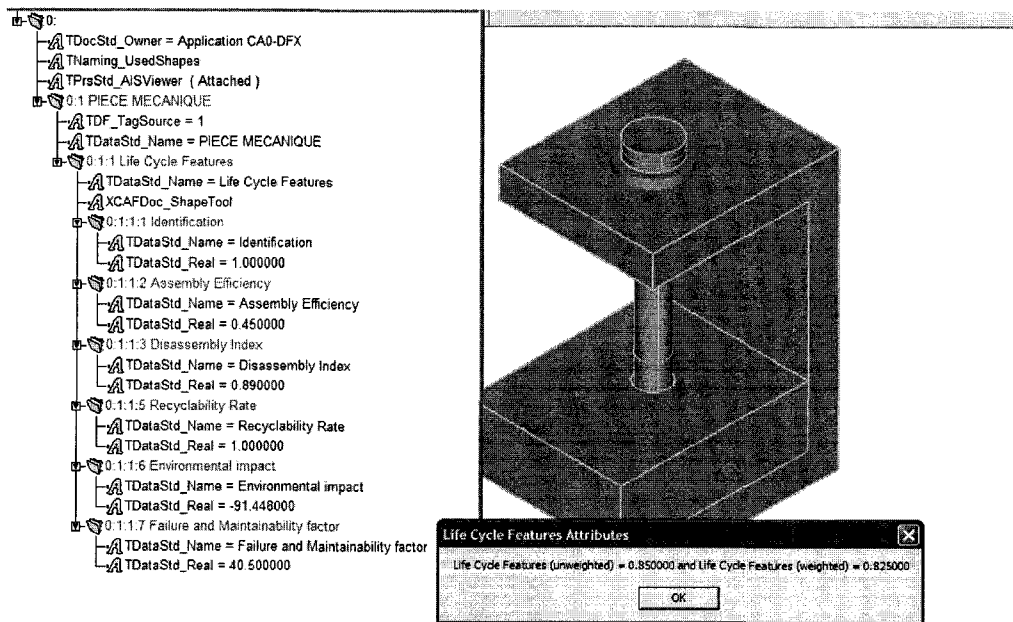 0:
TDocStd_Owner = Application CA0-DFX
TNaming_UsedShapes
TPrsStd_AISViewer ( Attached )
0:1 PIECE MECANIQUE
TDF_TagSource = 1
TDataStd_Name = PIECE MECANIQUE
0:1:1 Life Cycle Features
TDataStd_Name = Life Cycle Features
XCAFDoc_ShapeTool
0:1:1:1 Identification
TDataStd_Name = Identification
TDataStd_Real = 1.000000
0:1:1:2 Assembly Efficiency
TDataStd_Name = Assembly Efficiency
TDataStd_Real = 0.450000
0:1:1:3 Disassembly Index
TDataStd_Name = Disassembly Index
TDataStd_Real = 0.890000
0:1:1:5 Recyclability Rate
TDataStd_Name = Recyclability Rate
TDataStd_Real = 1.000000
0:1:1:6 Environmental impact
TDataStd_Name = Environmental impact
TDataStd_Real = -91.448000
0:1:1:7 Failure and Maintainability factor
TDataStd_Name = Failure and Maintainability factor
TDataStd_Real = 40.500000
Life Cycle Features Attributes
Life Cycle Features (unweighted) = 0.850000 and Life Cycle Features (weighted) = 0.825000
OK